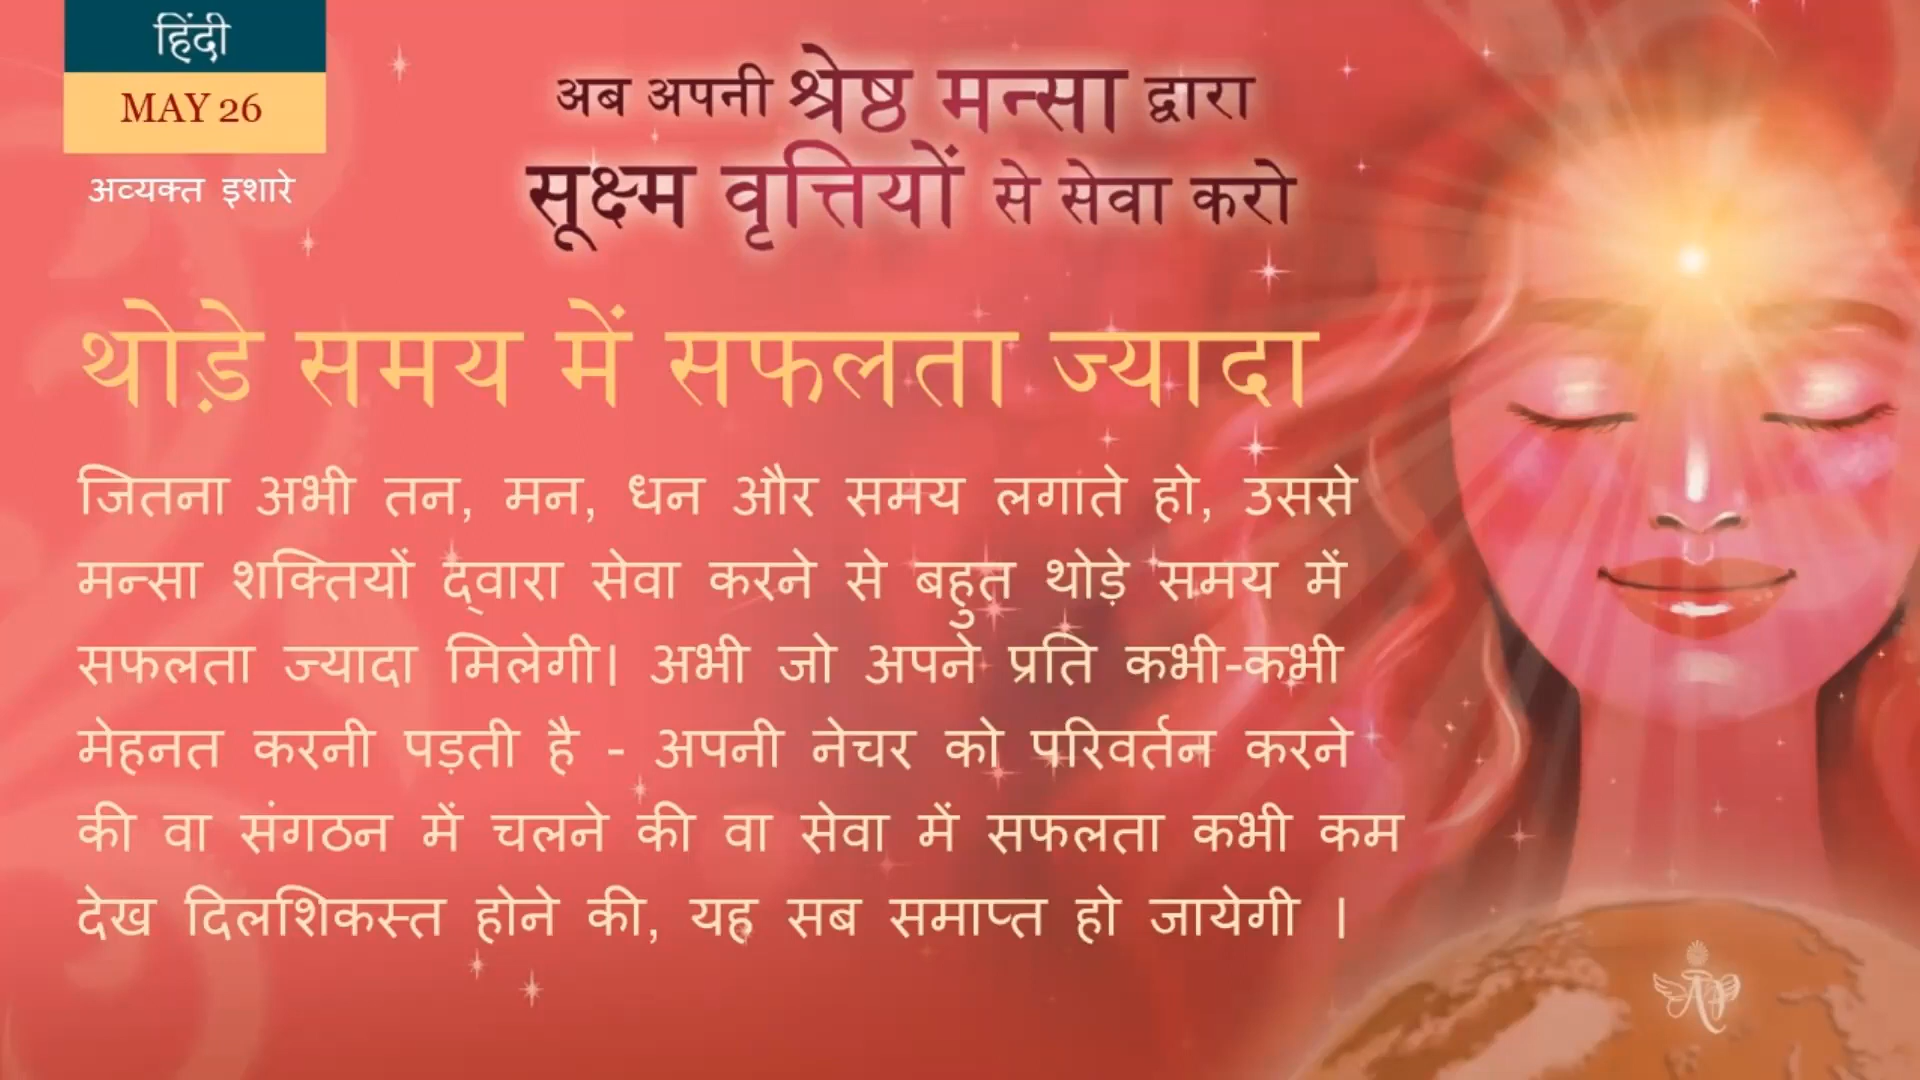 हिंदी
MAY 26
अव्यक्त इशारे
अब अपनी श्रेष्ठ मन्सा द्वारा
सूक्ष्म वृत्तियों से सेवा करो
थोड़े समय में सफलता ज्यादा
जितना अभी तन, मन, धन और समय लगाते हो, उससे
मन्सा शक्तियों द्वारा सेवा करने से बहुत थोड़े समय में
सफलता ज्यादा मिलेगी। अभी जो अपने प्रति कभी-कभी
मेहनत करनी पड़ती है - अपनी नेचर को परिवर्तन करने
की वा संगठन में चलने की वा सेवा में सफलता कभी कम
देख दिलशिकस्त होने की, यह सब समाप्त हो जायेगी ।